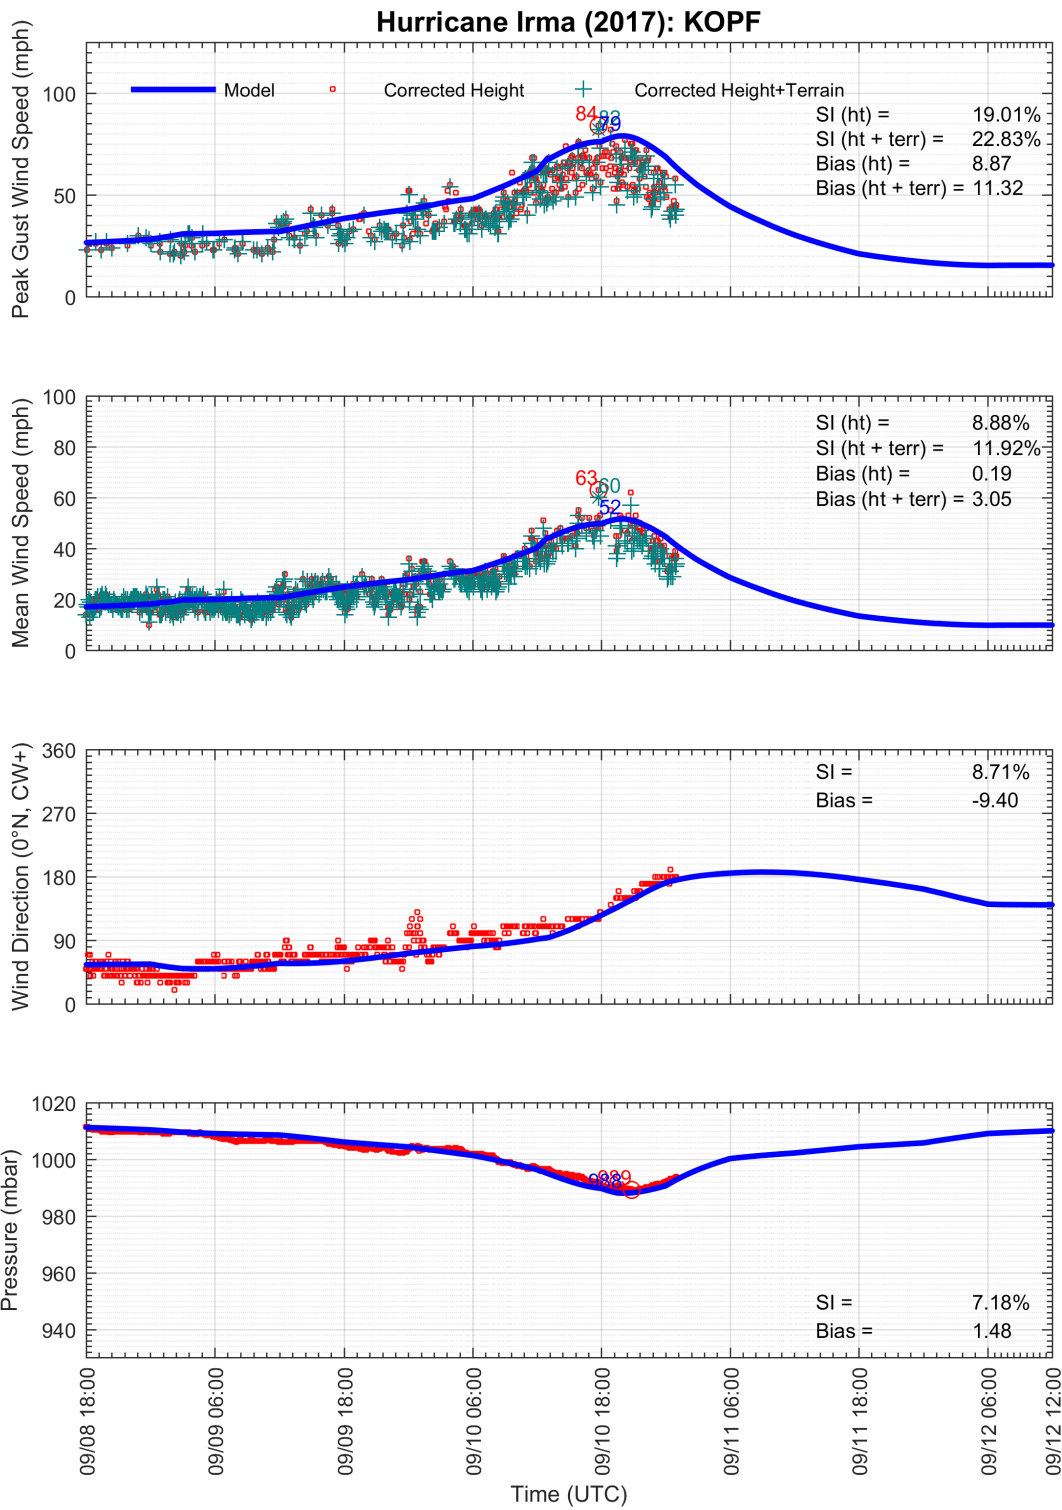 Hurricane Irma (2017): KOPF
Peak Gust Wind Speed (mph)
100
50
0
Model
Corrected Height
Corrected Height+Terrain
84
79
SI (ht) = 19.01%
SI (ht + terr) = 22.83%
Bias (ht) = 8.87
Bias (ht + terr) = 11.32
Mean Wind Speed (mph)
100
80
60
40
20
0
63
60
52
SI (ht) = 8.88%
SI (ht + terr) = 11.92%
Bias (ht) = 0.19
Bias (ht + terr) = 3.05
Wind Direction (0°N, CW+)
360
270
180
90
0
SI = 8.71%
Bias = -9.40
Pressure (mbar)
1020
1000
980
960
940
988
989
SI = 7.18%
Bias = 1.48
09/08 18:00
09/09 06:00
09/09 18:00
09/10 06:00
09/10 18:00
09/11 06:00
09/11 18:00
09/12 06:00
09/12 12:00
Time (UTC)